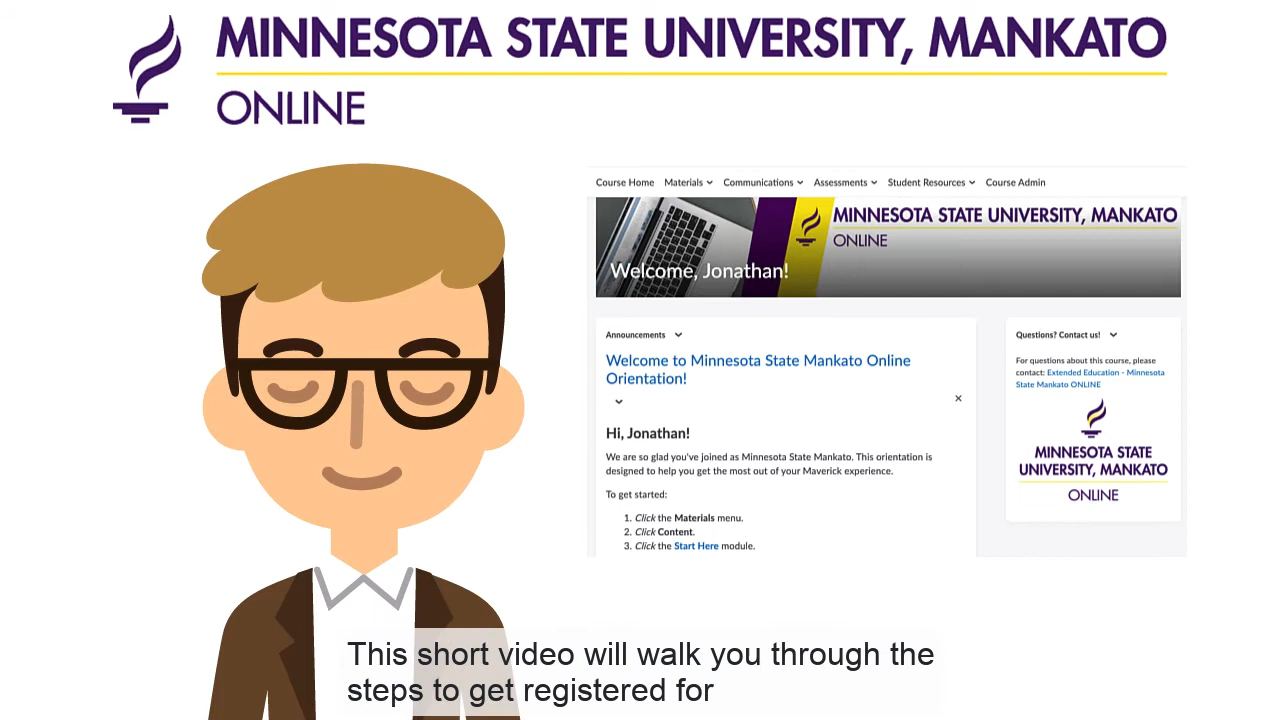 MINNESOTA STATE UNIVERSITY, MANKATO
ONLINE
Course Home Materials Communications Assessments Student Resources Course Admin
MINNESOTA STATE UNIVERSITY, MANKATO
ONLINE
Welcome, Jonathan!
Announcements
Welcome to Minnesota State Mankato Online
Orientation!
Hi, Jonathan!
We are so glad you've joined as Minnesota State Mankato. This orientation is
designed to help you get the most out of your Maverick experience.
To get started:
1. Click the Materials menu.
2. Click Content.
3. Click the Start Here module.
Questions? Contact us!
For questions about this course, please
contact: Extended Education - Minnesota
State Mankato ONLINE
MINNESOTA STATE
UNIVERSITY, MANKATO
ONLINE
This short video will walk you through the
steps to get registered for